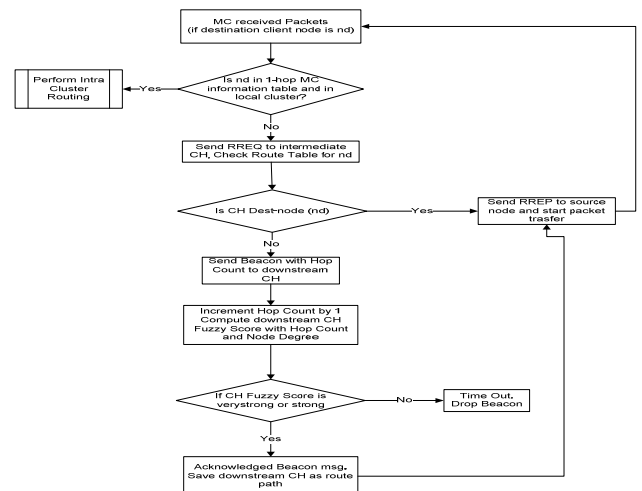 MC received Packets
(if destination client node is nd)
Is nd in 1-hop MC
information table and in
local cluster?
Yes
Perform Intra
Cluster
Routing
No
Send RREQ to intermediate
CH, Check Route Table for nd
Is CH Dest-node (nd)
Yes
Send RREP to source
node and start packet
trasfer
No
Send Beacon with Hop
Count to downstream
CH
Increment Hop Count by 1
Compute downstream CH
Fuzzy Score with Hop Count
and Node Degree
If CH Fuzzy Score is
verystrong or strong
No
Time Out,
Drop Beacon
Yes
Acknowledged Beacon msg.
Save downstream CH as route
path